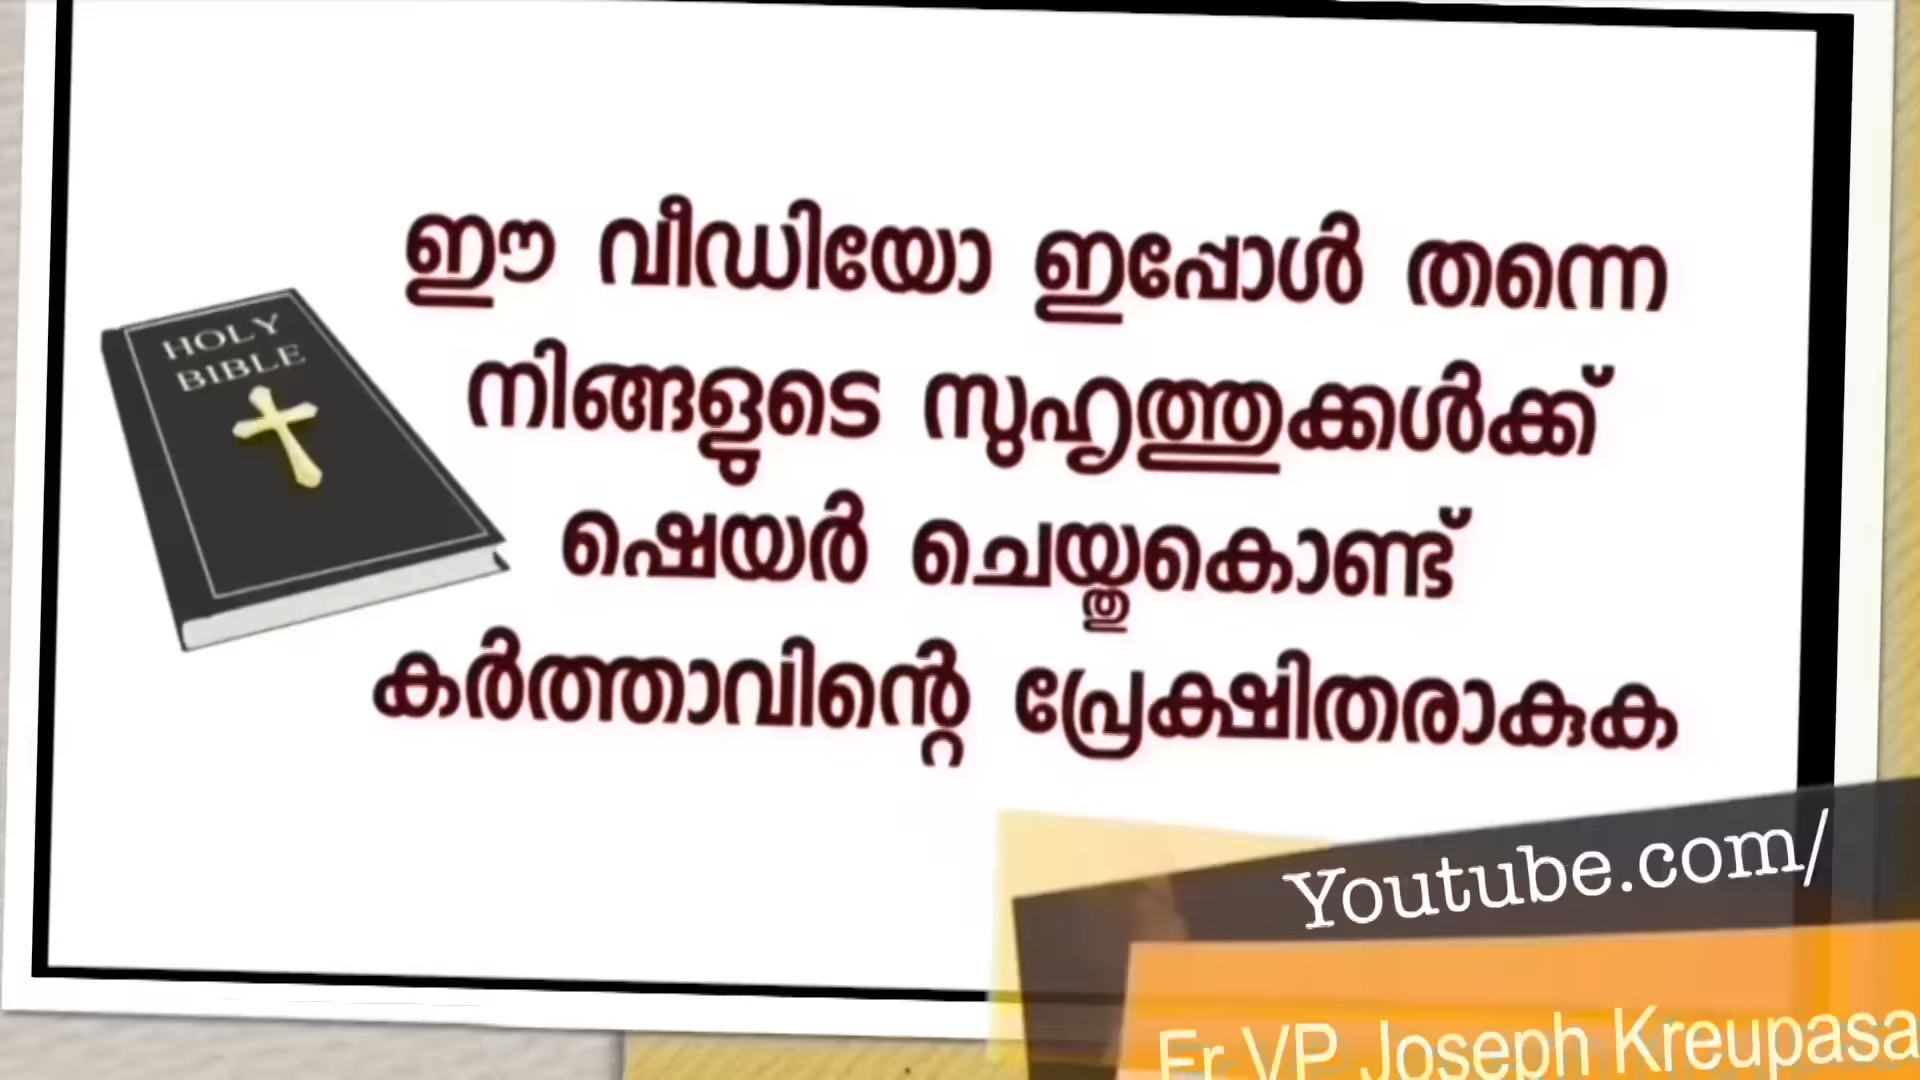 HOLY
BIBLE
ഈ വീഡിയോ ഇപ്പോൾ തന്നെ
നിങ്ങളുടെ സുഹൃത്തുക്കൾക്ക്
ഷെയർ ചെയ്തുകൊണ്ട്
കർത്താവിന്റെ പ്രേക്ഷിതരാകുക
Youtube.com/
Fr VP Joseph Kreupasa